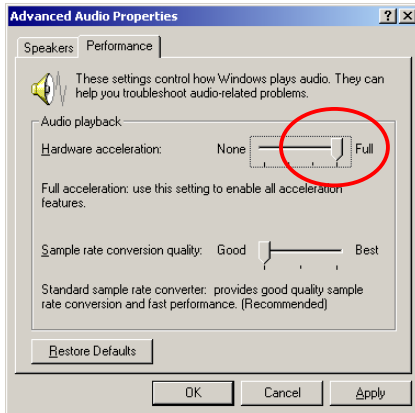 Advanced Audio Properties
Speakers Performance
These settings control how Windows plays audio. They can
help you troubleshoot audio-related problems.
Audio playback
Hardware acceleration: None Full
Full acceleration: use this setting to enable all acceleration
features.
Sample rate conversion quality: Good Best
Standard sample rate converter: provides good quality sample
rate conversion and fast performance. (Recommended)
Restore Defaults
OK Cancel Apply